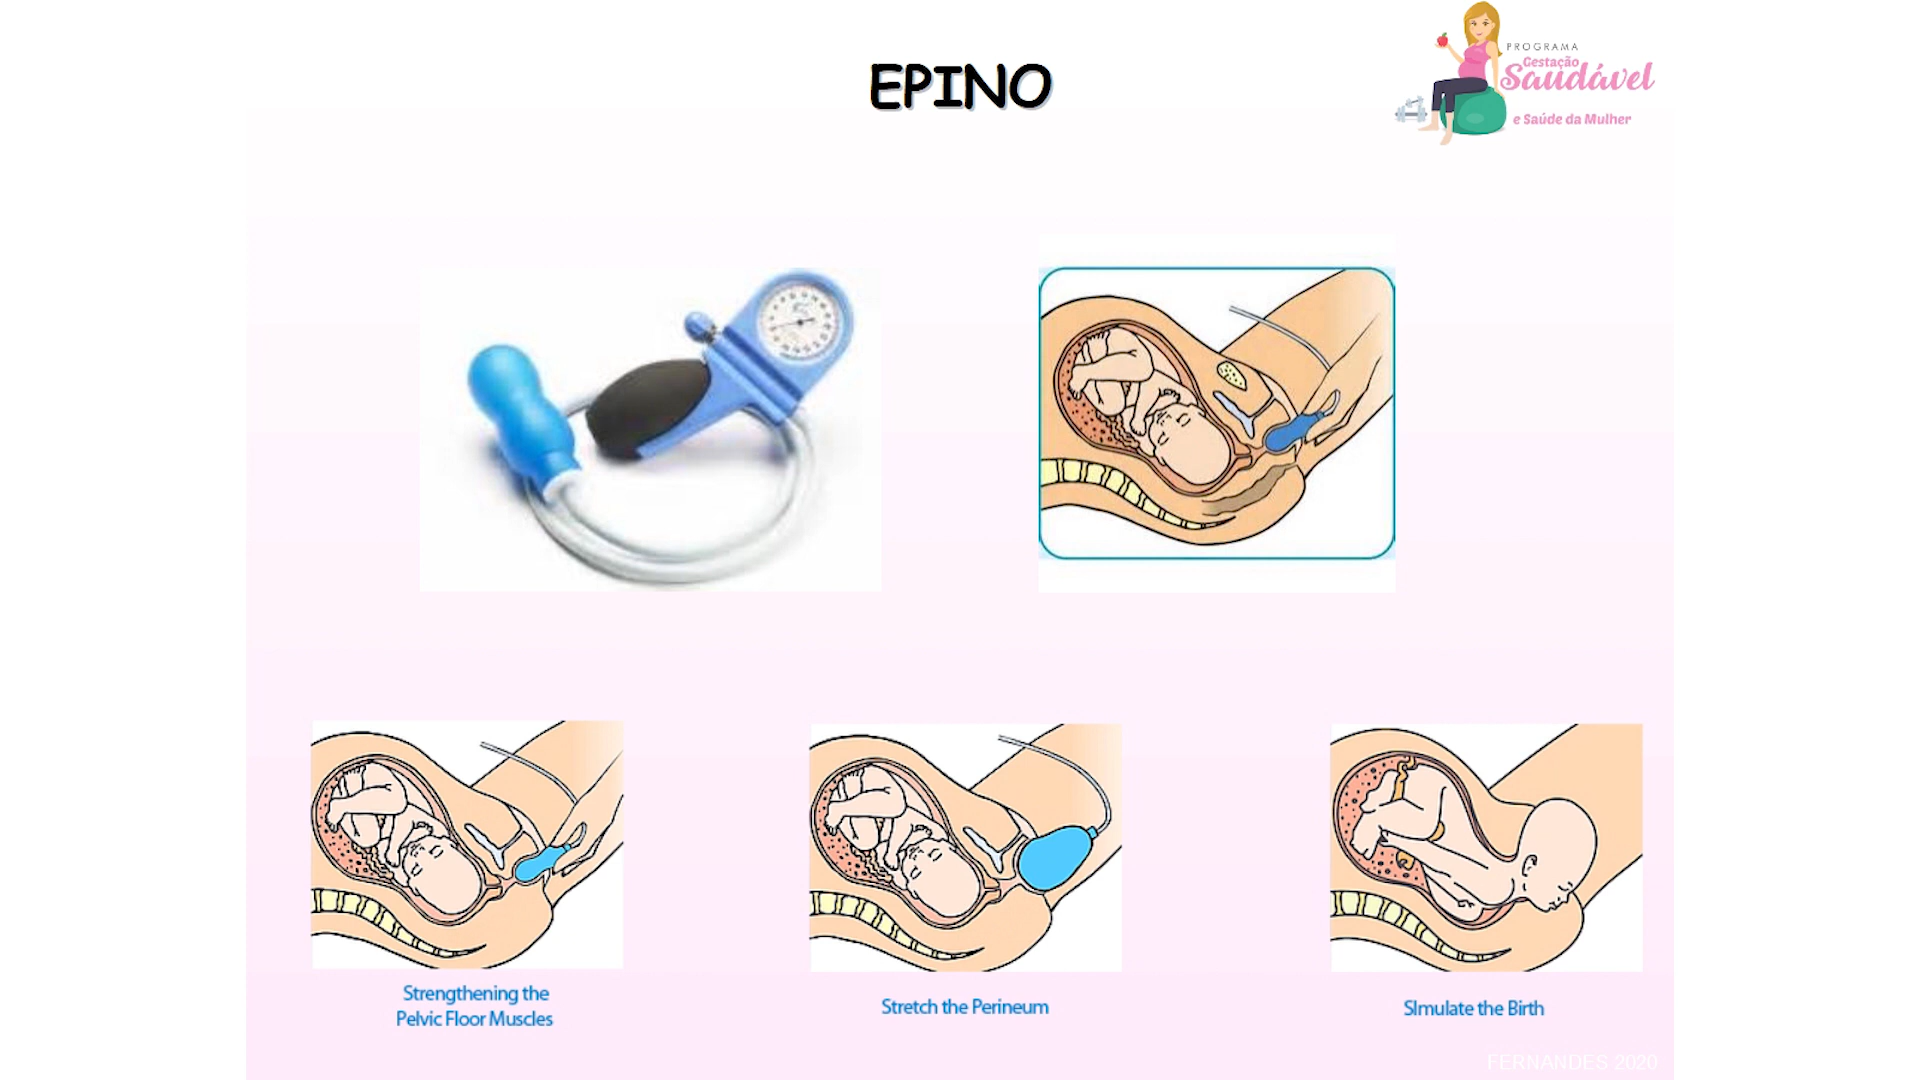 EPINO
PROGRAMA
Gestação
Saudável
e Saúde da Mulher
Strengthening the
Pelvic Floor Muscles
Stretch the Perineum
SImulate the Birth
FERNANDES 2020